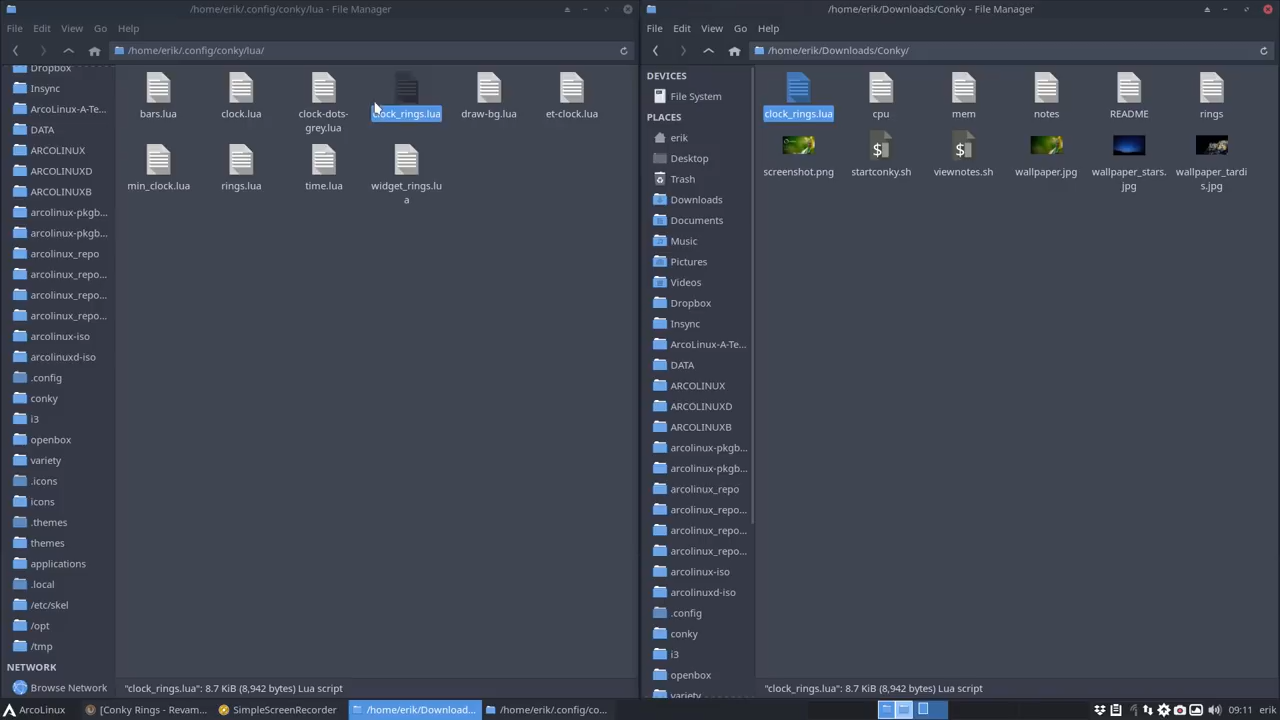 /home/erik/.config/conky/lua - File Manager
File Edit View Go Help
/home/erik/.config/conky/lua/
Dropbox
Insync
ArcoLinux-A-Te...
DATA
ARCOLINUX
ARCOLINUXD
ARCOLINUXB
arcolinux-pkgb...
arcolinux-pkgb...
arcolinux_repo
arcolinux_repo...
arcolinux_repo...
arcolinux_repo...
arcolinux-iso
arcolinuxd-iso
.config
conky
i3
openbox
variety
.icons
icons
.themes
themes
applications
.local
/etc/skel
/opt
/tmp
NETWORK
Browse Network
bars.lua
clock.lua
clock-dots-
grey.lua
clock_rings.lua
draw-bg.lua
et-clock.lua
min_clock.lua
rings.lua
time.lua
widget_rings.lu
a
"clock_rings.lua": 8.7 KiB (8,942 bytes) Lua script
/home/erik/Downloads/Conky - File Manager
File Edit View Go Help
/home/erik/Downloads/Conky/
DEVICES
File System
PLACES
erik
Desktop
Trash
Downloads
Documents
Music
Pictures
Videos
Dropbox
Insync
ArcoLinux-A-Te...
DATA
ARCOLINUX
ARCOLINUXD
ARCOLINUXB
arcolinux-pkgb...
arcolinux-pkgb...
arcolinux_repo
arcolinux_repo...
arcolinux_repo...
arcolinux_repo...
arcolinux-iso
arcolinuxd-iso
.config
conky
i3
openbox
variety
clock_rings.lua
cpu
mem
notes
README
rings
screenshot.png
startconky.sh
viewnotes.sh
wallpaper.jpg
wallpaper_stars.
jpg
wallpaper_tardi
s.jpg
"clock_rings.lua": 8.7 KiB (8,942 bytes) Lua script
ArcoLinux
[Conky Rings - Revam...
SimpleScreenRecorder
/home/erik/Download...
/home/erik/.config/co...
09:11 erik